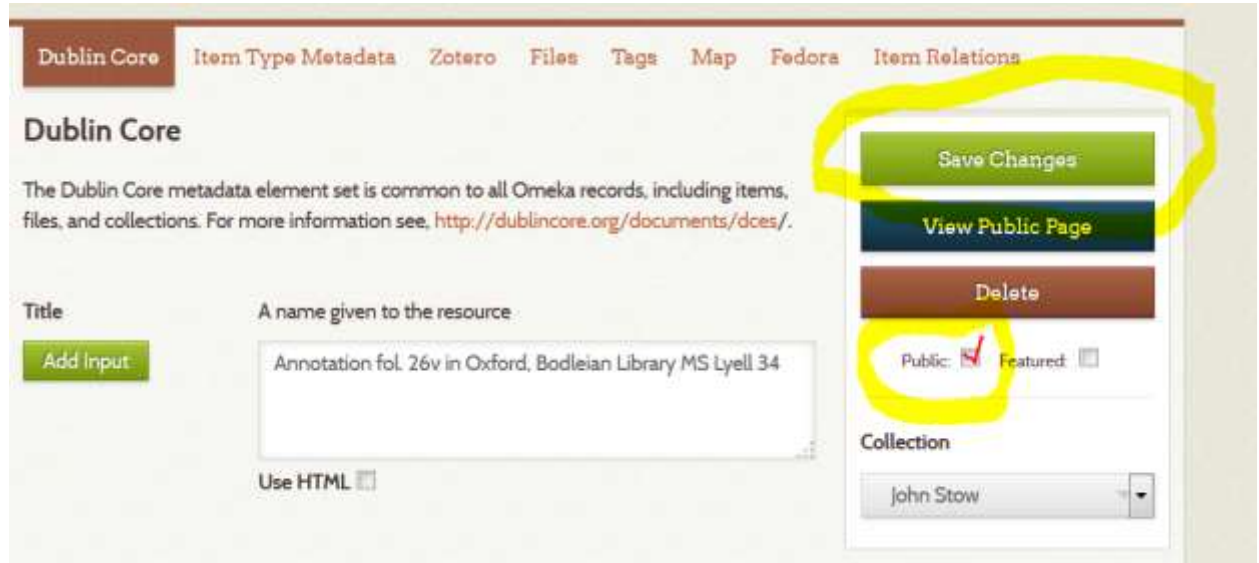 Dublin Core Item Type Metadata Zotero Files Tags Map Fedora Item Relations
Dublin Core
The Dublin Core metadata element set is common to all Omeka records, including items,
files, and collections. For more information see, http://dublincore.org/documents/dces/.
Title
Add Input
A name given to the resource
Annotation fol. 26v in Oxford, Bodleian Library MS Lyell 34
Use HTML
Save Changes
View Public Page
Delete
Public: Featured:
Collection
John Stow